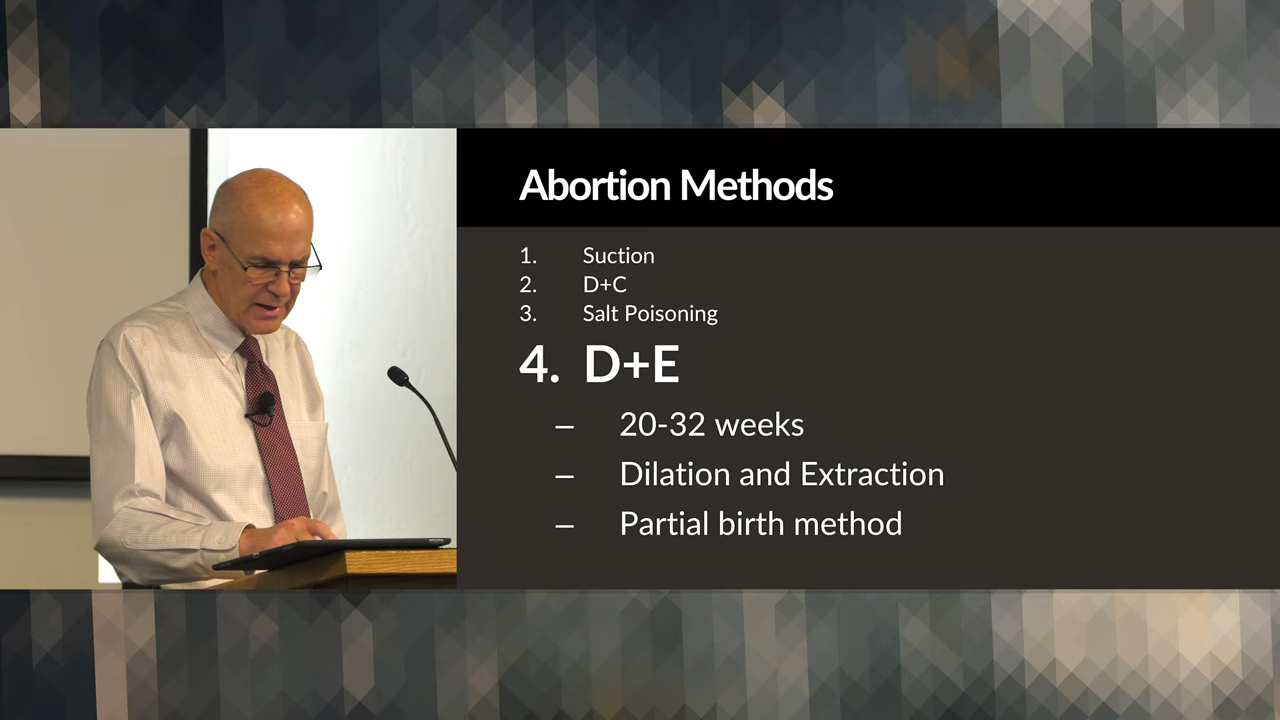 Abortion Methods
1. Suction
2. D+C
3. Salt Poisoning
4. D+E
– 20-32 weeks
– Dilation and Extraction
– Partial birth method